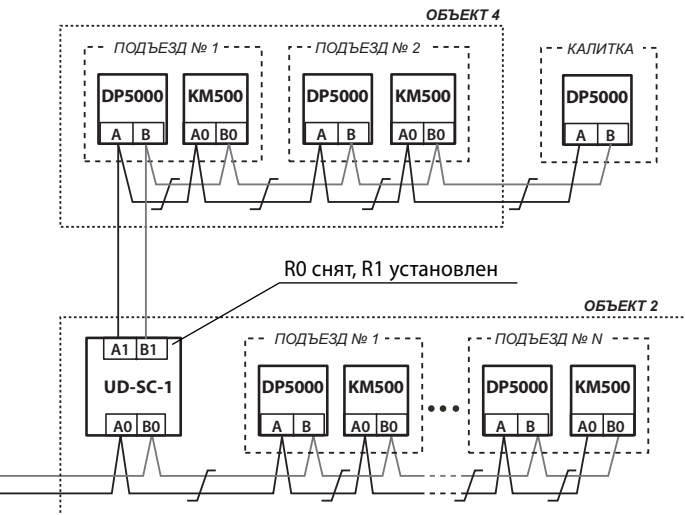 ОБЪЕКТ 4
ПОДЪЕЗД № 1
ПОДЪЕЗД № 2
КАЛИТКА
DP5000 KM500 DP5000 KM500 DP5000
A B A0 B0 A B A0 B0 A B
R0 снят, R1 установлен
ОБЪЕКТ 2
A1 B1
UD-SC-1
A0 B0
ПОДЪЕЗД № 1
ПОДЪЕЗД № N
DP5000 KM500 DP5000 KM500
A B A0 B0 A B A0 B0